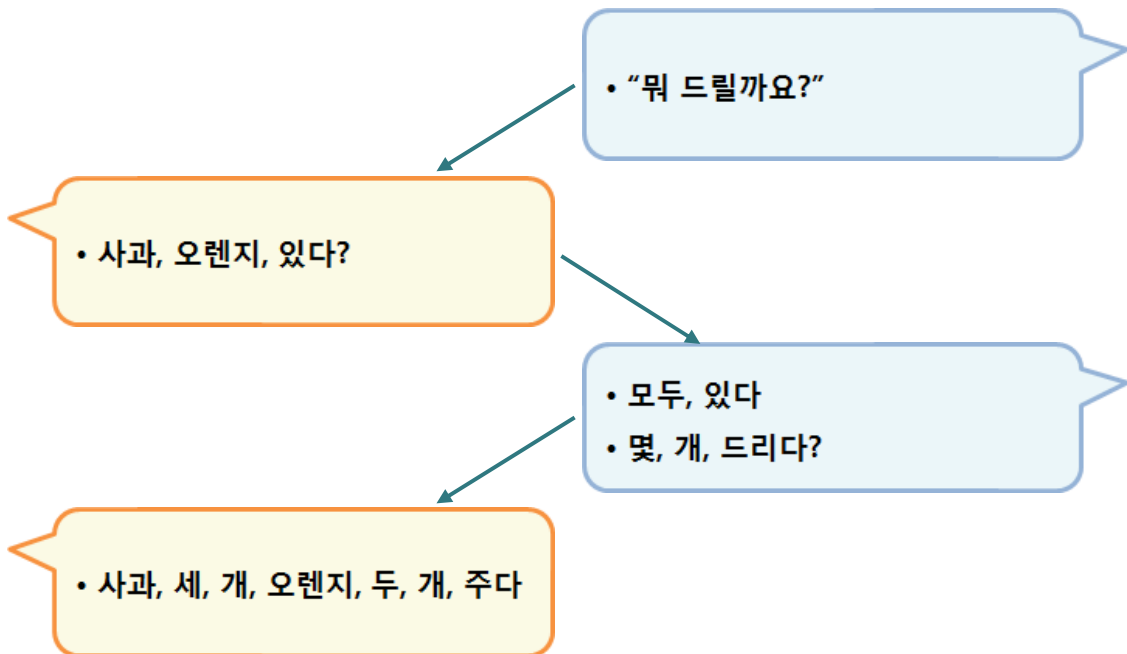 • “뭐 드릴까요?”
• 사과, 오렌지, 있다?
• 모두, 있다
• 몇, 개, 드리다?
• 사과, 세, 개, 오렌지, 두, 개, 주다